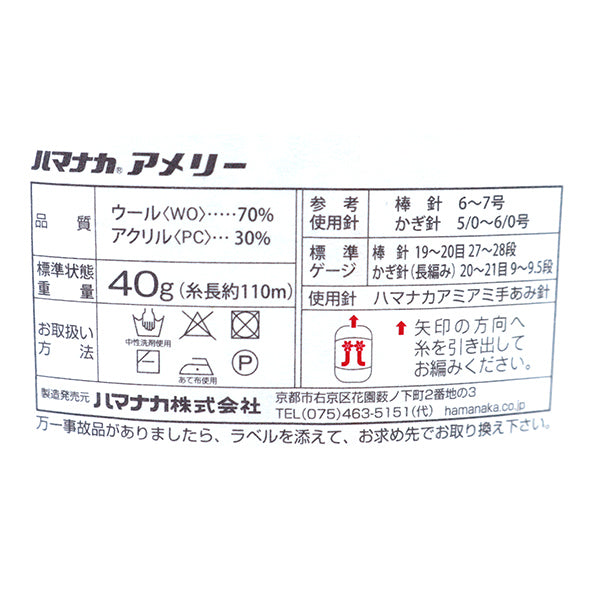 ハマナカ® アメリー
品質
ウール〈WO〉…‥70%
アクリル〈PC〉… 30%
標準状態
重量
40g(糸長約110m)
お取扱い
方法
中性洗剤使用
あて布使用
P
製造発売元 ハマナカ株式会社
参考
使用針
棒針 6〜7号
かぎ針 5/0〜6/0号
標準
ゲージ
棒針 19〜20目 27〜28段
かぎ針(長編み) 20〜21目 9〜9.5段
使用針 ハマナカアミアミ手あみ針
矢印の方向へ
糸を引き出して
お編みください。
京都市右京区花園薮ノ下町2番地の3
TEL(075)463-5151(代) hamanaka.co.jp
万一事故品がありましたら、ラベルを添えて、お求め先でお取り換え下さい。